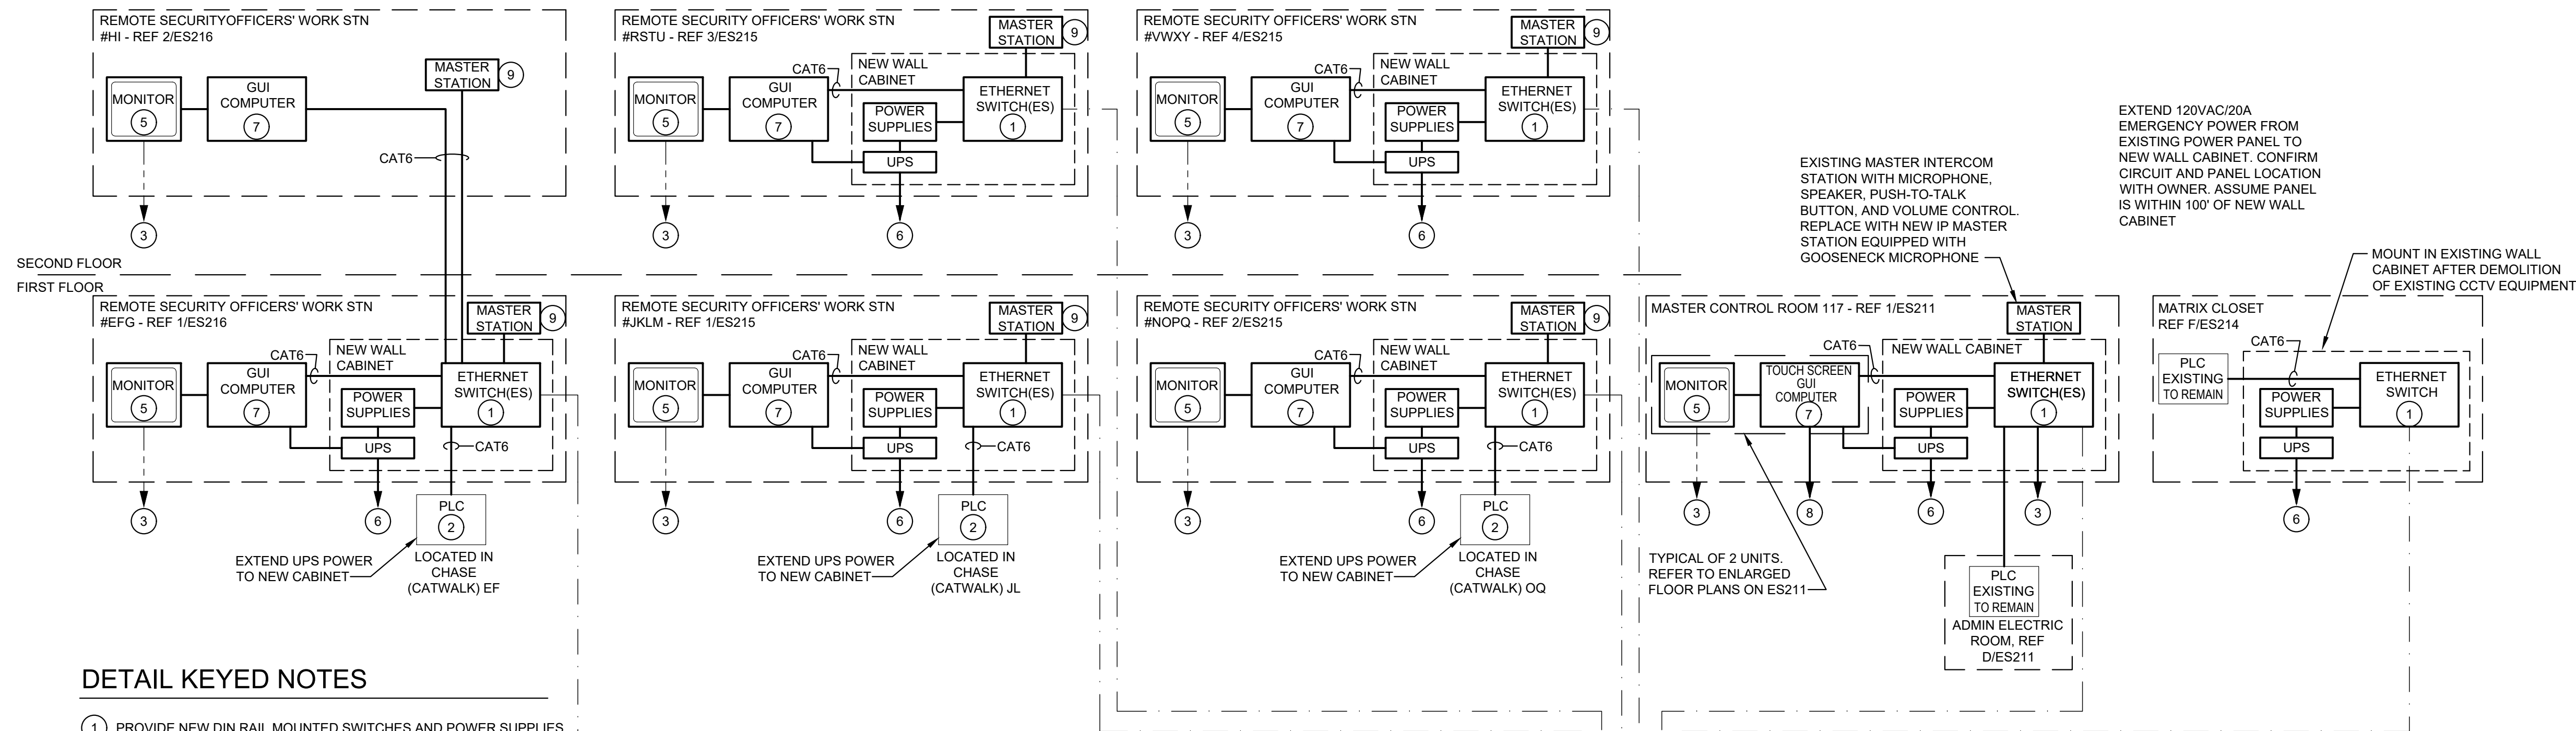 REMOTE SECURITYOFFICERS' WORK STN
#HI - REF 2/ES216
MASTER
STATION
9
MONITOR
5
GUI
COMPUTER
7
CAT6
3
REMOTE SECURITY OFFICERS' WORK STN
#RSTU - REF 3/ES215
MASTER
STATION
9
NEW WALL
CABINET
CAT6
MONITOR
5
GUI
COMPUTER
7
POWER
SUPPLIES
UPS
ETHERNET
SWITCH(ES)
1
3
6
REMOTE SECURITY OFFICERS' WORK STN
#VWXY - REF 4/ES215
MASTER
STATION
9
NEW WALL
CABINET
CAT6
MONITOR
5
GUI
COMPUTER
7
POWER
SUPPLIES
UPS
ETHERNET
SWITCH(ES)
1
3
6
EXISTING MASTER INTERCOM
STATION WITH MICROPHONE,
SPEAKER, PUSH-TO-TALK
BUTTON, AND VOLUME CONTROL.
REPLACE WITH NEW IP MASTER
STATION EQUIPPED WITH
GOOSENECK MICROPHONE
EXTEND 120VAC/20A
EMERGENCY POWER FROM
EXISTING POWER PANEL TO
NEW WALL CABINET. CONFIRM
CIRCUIT AND PANEL LOCATION
WITH OWNER. ASSUME PANEL
IS WITHIN 100' OF NEW WALL
CABINET
MOUNT IN EXISTING WALL
CABINET AFTER DEMOLITION
OF EXISTING CCTV EQUIPMENT
SECOND FLOOR
FIRST FLOOR
REMOTE SECURITY OFFICERS' WORK STN
#EFG - REF 1/ES216
MASTER
STATION
9
NEW WALL
CABINET
CAT6
MONITOR
5
GUI
COMPUTER
7
POWER
SUPPLIES
UPS
ETHERNET
SWITCH(ES)
1
CAT6
3
6
PLC
2
EXTEND UPS POWER
TO NEW CABINET
LOCATED IN
CHASE
(CATWALK) EF
REMOTE SECURITY OFFICERS' WORK STN
#JKLM - REF 1/ES215
MASTER
STATION
9
NEW WALL
CABINET
CAT6
MONITOR
5
GUI
COMPUTER
7
POWER
SUPPLIES
UPS
ETHERNET
SWITCH(ES)
1
CAT6
3
6
PLC
2
EXTEND UPS POWER
TO NEW CABINET
LOCATED IN
CHASE
(CATWALK) JL
REMOTE SECURITY OFFICERS' WORK STN
#NOPQ - REF 2/ES215
MASTER
STATION
9
NEW WALL
CABINET
CAT6
MONITOR
5
GUI
COMPUTER
7
POWER
SUPPLIES
UPS
ETHERNET
SWITCH(ES)
1
CAT6
3
6
PLC
2
EXTEND UPS POWER
TO NEW CABINET
LOCATED IN
CHASE
(CATWALK) OQ
MASTER CONTROL ROOM 117 - REF 1/ES211
MASTER
STATION
CAT6
NEW WALL CABINET
MONITOR
5
TOUCH SCREEN
GUI
COMPUTER
7
POWER
SUPPLIES
UPS
ETHERNET
SWITCH(ES)
1
3
8
6
3
TYPICAL OF 2 UNITS.
REFER TO ENLARGED
FLOOR PLANS ON ES211
PLC
EXISTING
TO REMAIN
ADMIN ELECTRIC
ROOM, REF
D/ES211
MATRIX CLOSET
REF F/ES214
CAT6
PLC
EXISTING
TO REMAIN
POWER
SUPPLIES
UPS
ETHERNET
SWITCH
1
6
DETAIL KEYED NOTES
1 PROVIDE NEW DIN RAIL MOUNTED SWITCHES AND POWER SUPPLIES